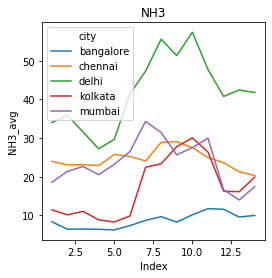 NH3
city
bangalore
chennai
delhi
kolkata
mumbai
NH3_avg
50
40
30
20
10
2.5
5.0
7.5
10.0
12.5
Index